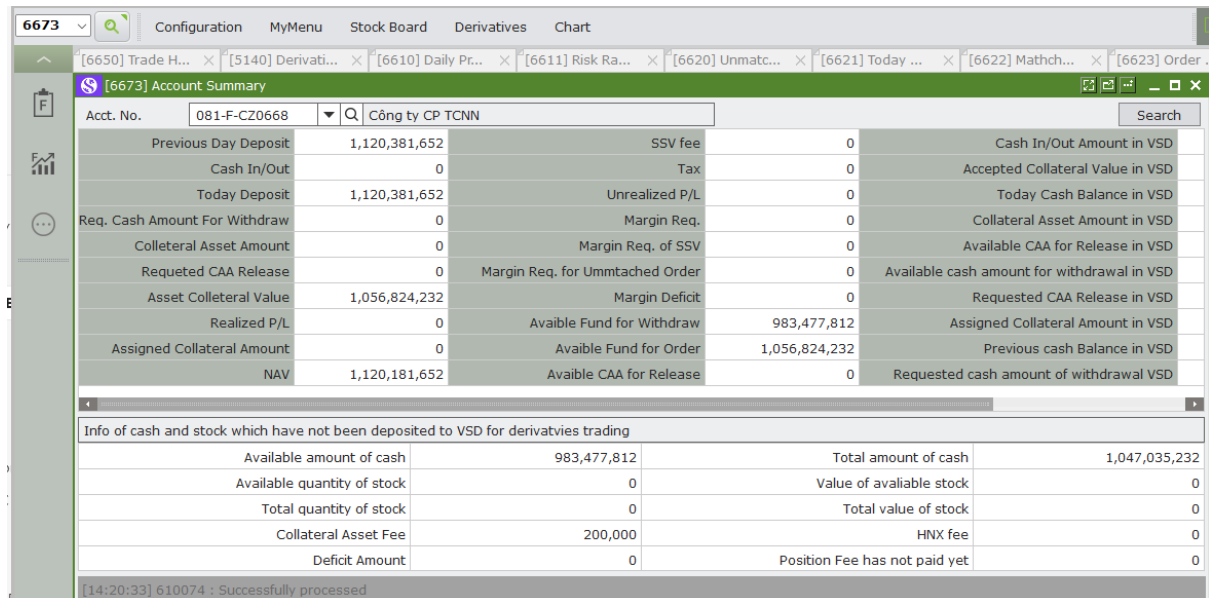 6673 Configuration MyMenu Stock Board Derivatives Chart
[6650] Trade H... [5140] Derivati... [6610] Daily Pr... [6611] Risk Ra... [6620] Unmatc... [6621] Today ... [6622] Mathch... [6623] Order .
[6673] Account Summary
Acct. No. 081-F-CZ0668 Công ty CP TCNN Search
Previous Day Deposit 1,120,381,652 SSV fee 0 Cash In/Out Amount in VSD
Cash In/Out 0 Tax 0 Accepted Collateral Value in VSD
Today Deposit 1,120,381,652 Unrealized P/L 0 Today Cash Balance in VSD
Req. Cash Amount For Withdraw 0 Margin Req. 0 Collateral Asset Amount in VSD
Colleteral Asset Amount 0 Margin Req. of SSV 0 Available CAA for Release in VSD
Requeted CAA Release 0 Margin Req. for Ummtached Order 0 Available cash amount for withdrawal in VSD
Asset Colleteral Value 1,056,824,232 Margin Deficit 0 Requested CAA Release in VSD
Realized P/L 0 Avaible Fund for Withdraw 983,477,812 Assigned Collateral Amount in VSD
Assigned Collateral Amount 0 Avaible Fund for Order 1,056,824,232 Previous cash Balance in VSD
NAV 1,120,181,652 Avaible CAA for Release 0 Requested cash amount of withdrawal VSD
Info of cash and stock which have not been deposited to VSD for derivatvies trading
Available amount of cash 983,477,812 Total amount of cash 1,047,035,232
Available quantity of stock 0 Value of avaliable stock 0
Total quantity of stock 0 Total value of stock 0
Collateral Asset Fee 200,000 HNX fee 0
Deficit Amount 0 Position Fee has not paid yet 0
[14:20:33] 610074 : Successfully processed